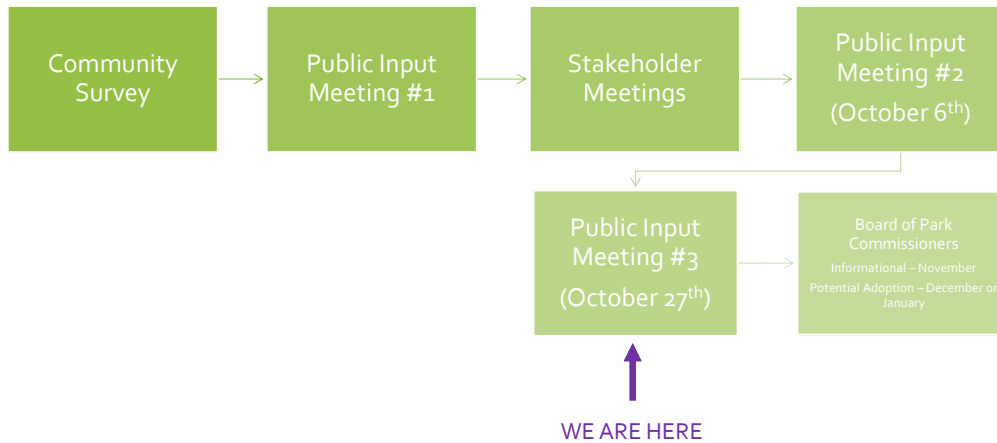 Community
Survey
Public Input
Meeting #1
Stakeholder
Meetings
Public Input
Meeting #2
(October 6th)
Public Input
Meeting #3
(October 27th)
Board of Park
Commissioners
Informational – November
Potential Adoption – December or
January
WE ARE HERE